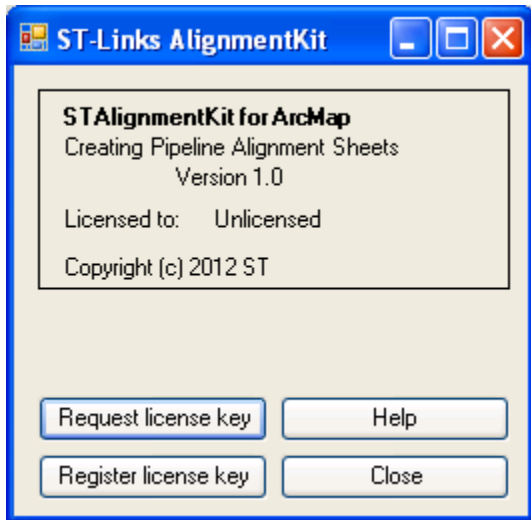 ST-Links AlignmentKit
STAlignmentKit for ArcMap
Creating Pipeline Alignment Sheets
Version 1.0
Licensed to: Unlicensed
Copyright (c) 2012 ST
Request license key Help
Register license key Close